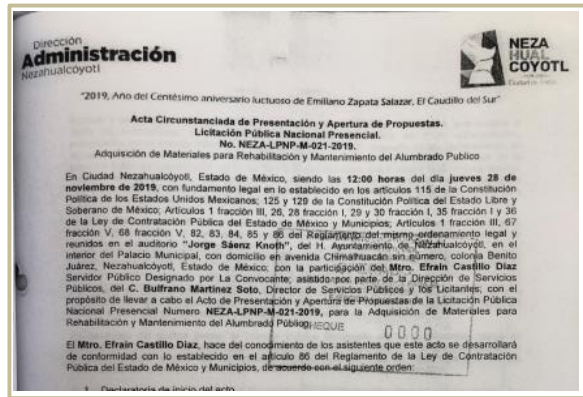 Dirección
Administración
Nezahualcóyotl
NEZA
HUAL
COYOTL
"2019, Año del Centésimo aniversario luctuoso de Emiliano Zapata Salazar, El Caudillo del Sur"
Acta Circunstanciada de Presentación y Apertura de Propuestas.
Licitación Pública Nacional Presencial.
No. NEZA-LPNP-M-021-2019.
Adquisición de Materiales para Rehabilitación y Mantenimiento del Alumbrado Publico
En Ciudad Nezahualcóyotl, Estado de México, siendo las 12:00 horas del día jueves 28 de
noviembre de 2019, con fundamento legal en lo establecido en los artículos 115 de la Constitución
Política de los Estados Unidos Mexicanos; 125 y 129 de la Constitución Política del Estado Libre y
Soberano de México; Artículos 1 fracción III, 26, 28 fracción I, 29 y 30 fracción I, 35 fracción I y 36
de la Ley de Contratación Pública del Estado de México y Municipios; Artículos 1 fracción III, 67
fracción V, 68 fracción V, 82, 83, 84, 85 y 86 del Reglamento del mismo ordenamiento legal y
reunidos en el auditorio "Jorge Sáenz Knoth", del H. Ayuntamiento de Nezahualcóyotl, en el
interior del Palacio Municipal, con domicilio en avenida Chimalhuacán sin número, colonia Benito
Juárez, Nezahualcóyotl, Estado de México; con la participación del Mtro. Efraín Castillo Díaz
Servidor Público Designado por La Convocante; asistido por parte de la Dirección de Servicios
Públicos, del C. Bulfrano Martínez Soto, Director de Servicios Públicos y los Licitantes; con el
propósito de llevar a cabo el Acto de Presentación y Apertura de Propuestas de la Licitación Pública
Nacional Presencial Numero NEZA-LPNP-M-021-2019, para la Adquisición de Materiales para
Rehabilitación y Mantenimiento del Alumbrado Público.
CHEQUE 0000
El Mtro. Efraín Castillo Díaz, hace del conocimiento de los asistentes que este acto se desarrollará
de conformidad con lo establecido en el artículo 86 del Reglamento de la Ley de Contratación
Pública del Estado de México y Municipios, de acuerdo con el siguiente orden:
1. Declaratoria de inicio del acto